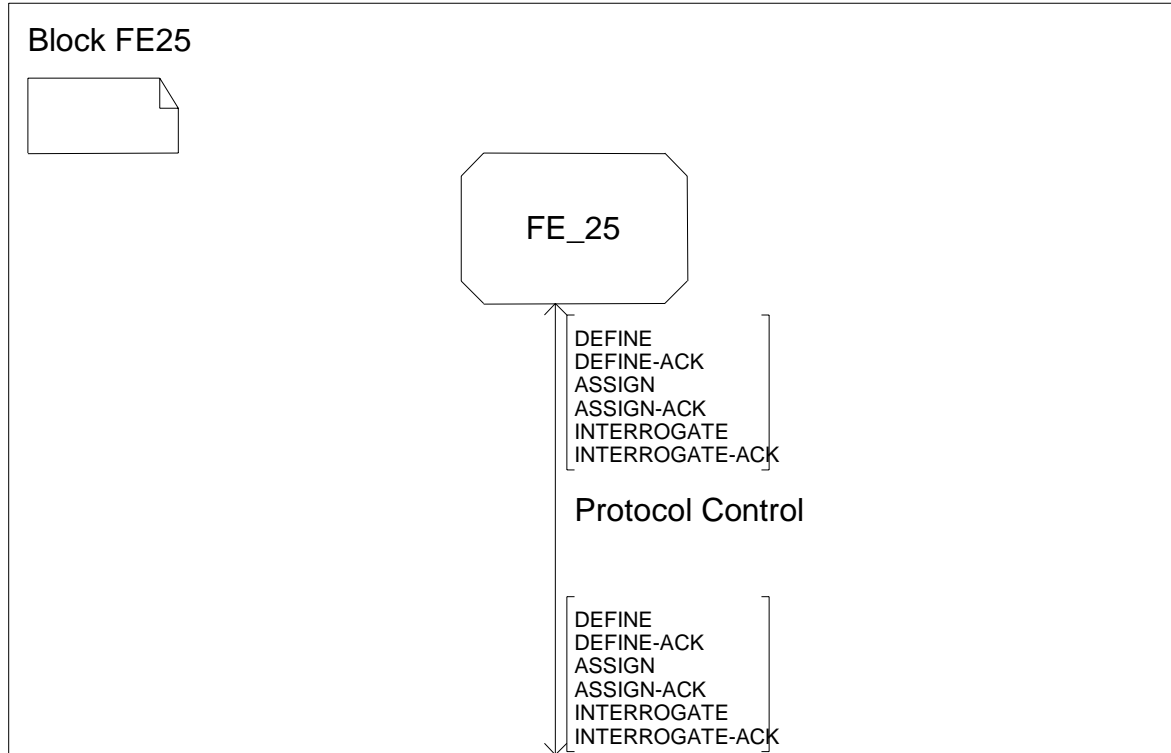 Block FE25
FE_25
DEFINE
DEFINE-ACK
ASSIGN
ASSIGN-ACK
INTERROGATE
INTERROGATE-ACK
Protocol Control
DEFINE
DEFINE-ACK
ASSIGN
ASSIGN-ACK
INTERROGATE
INTERROGATE-ACK